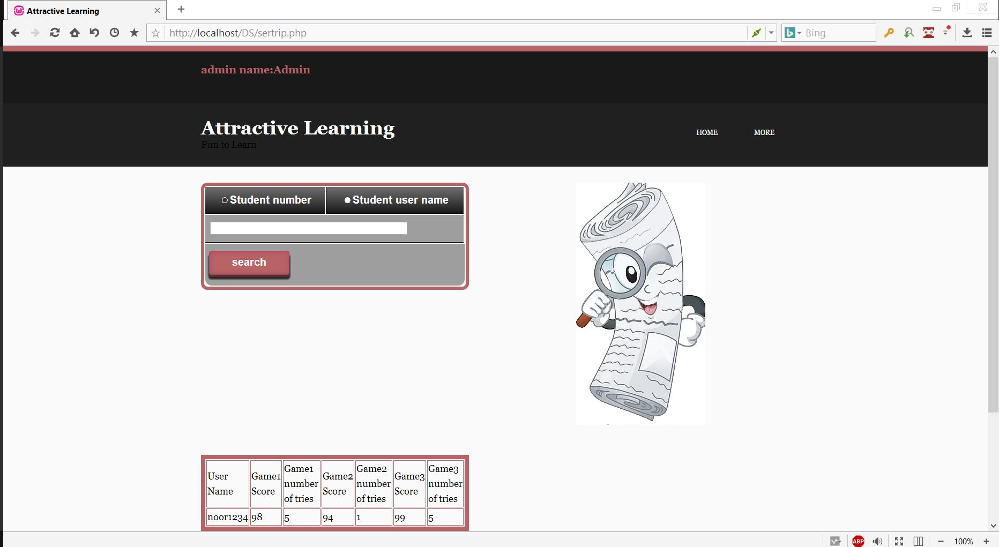 Attractive Learning
http://localhost/DS/sertrip.php
Bing
admin name:Admin
Attractive Learning
Fun to Learn
HOME
MORE
Student number
Student user name
search
User Name
Game1 Score
Game1 number of tries
Game2 Score
Game2 number of tries
Game3 Score
Game3 number of tries
noor1234
98
5
94
1
99
5
ABP
100%